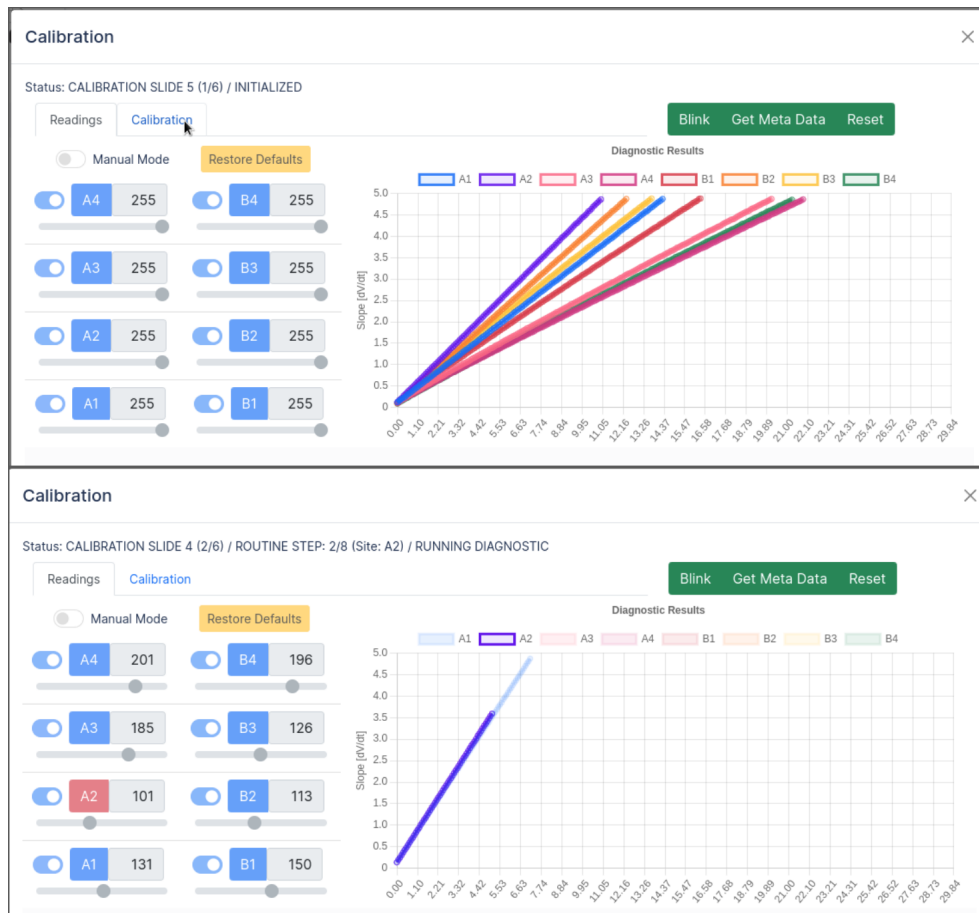 Calibration
Status: CALIBRATION SLIDE 5 (1/6) / INITIALIZED
Readings Calibration Blink Get Meta Data Reset
Manual Mode Restore Defaults Diagnostic Results
A1 A2 A3 A4 B1 B2 B3 B4
A4 255 B4 255
A3 255 B3 255
A2 255 B2 255
A1 255 B1 255
Slope [dV/dt]
5.0
4.5
4.0
3.5
3.0
2.5
2.0
1.5
1.0
0.5
0
0.00 1.10 2.21 3.32 4.42 5.53 6.63 7.74 8.84 9.95 11.05 12.16 13.26 14.37 15.47 16.58 17.68 18.79 19.89 21.00 22.10 23.21 24.31 25.42 26.52 27.63 28.73 29.84
Calibration
Status: CALIBRATION SLIDE 4 (2/6) / ROUTINE STEP: 2/8 (Site: A2) / RUNNING DIAGNOSTIC
Readings Calibration Blink Get Meta Data Reset
Manual Mode Restore Defaults Diagnostic Results
A1 A2 A3 A4 B1 B2 B3 B4
A4 201 B4 196
A3 185 B3 126
A2 101 B2 113
A1 131 B1 150
Slope [dV/dt]
5.0
4.5
4.0
3.5
3.0
2.5
2.0
1.5
1.0
0.5
0
0.00 1.10 2.21 3.32 4.42 5.53 6.63 7.74 8.84 9.95 11.05 12.16 13.26 14.37 15.47 16.58 17.68 18.79 19.89 21.00 22.10 23.21 24.31 25.42 26.52 27.63 28.73 29.84